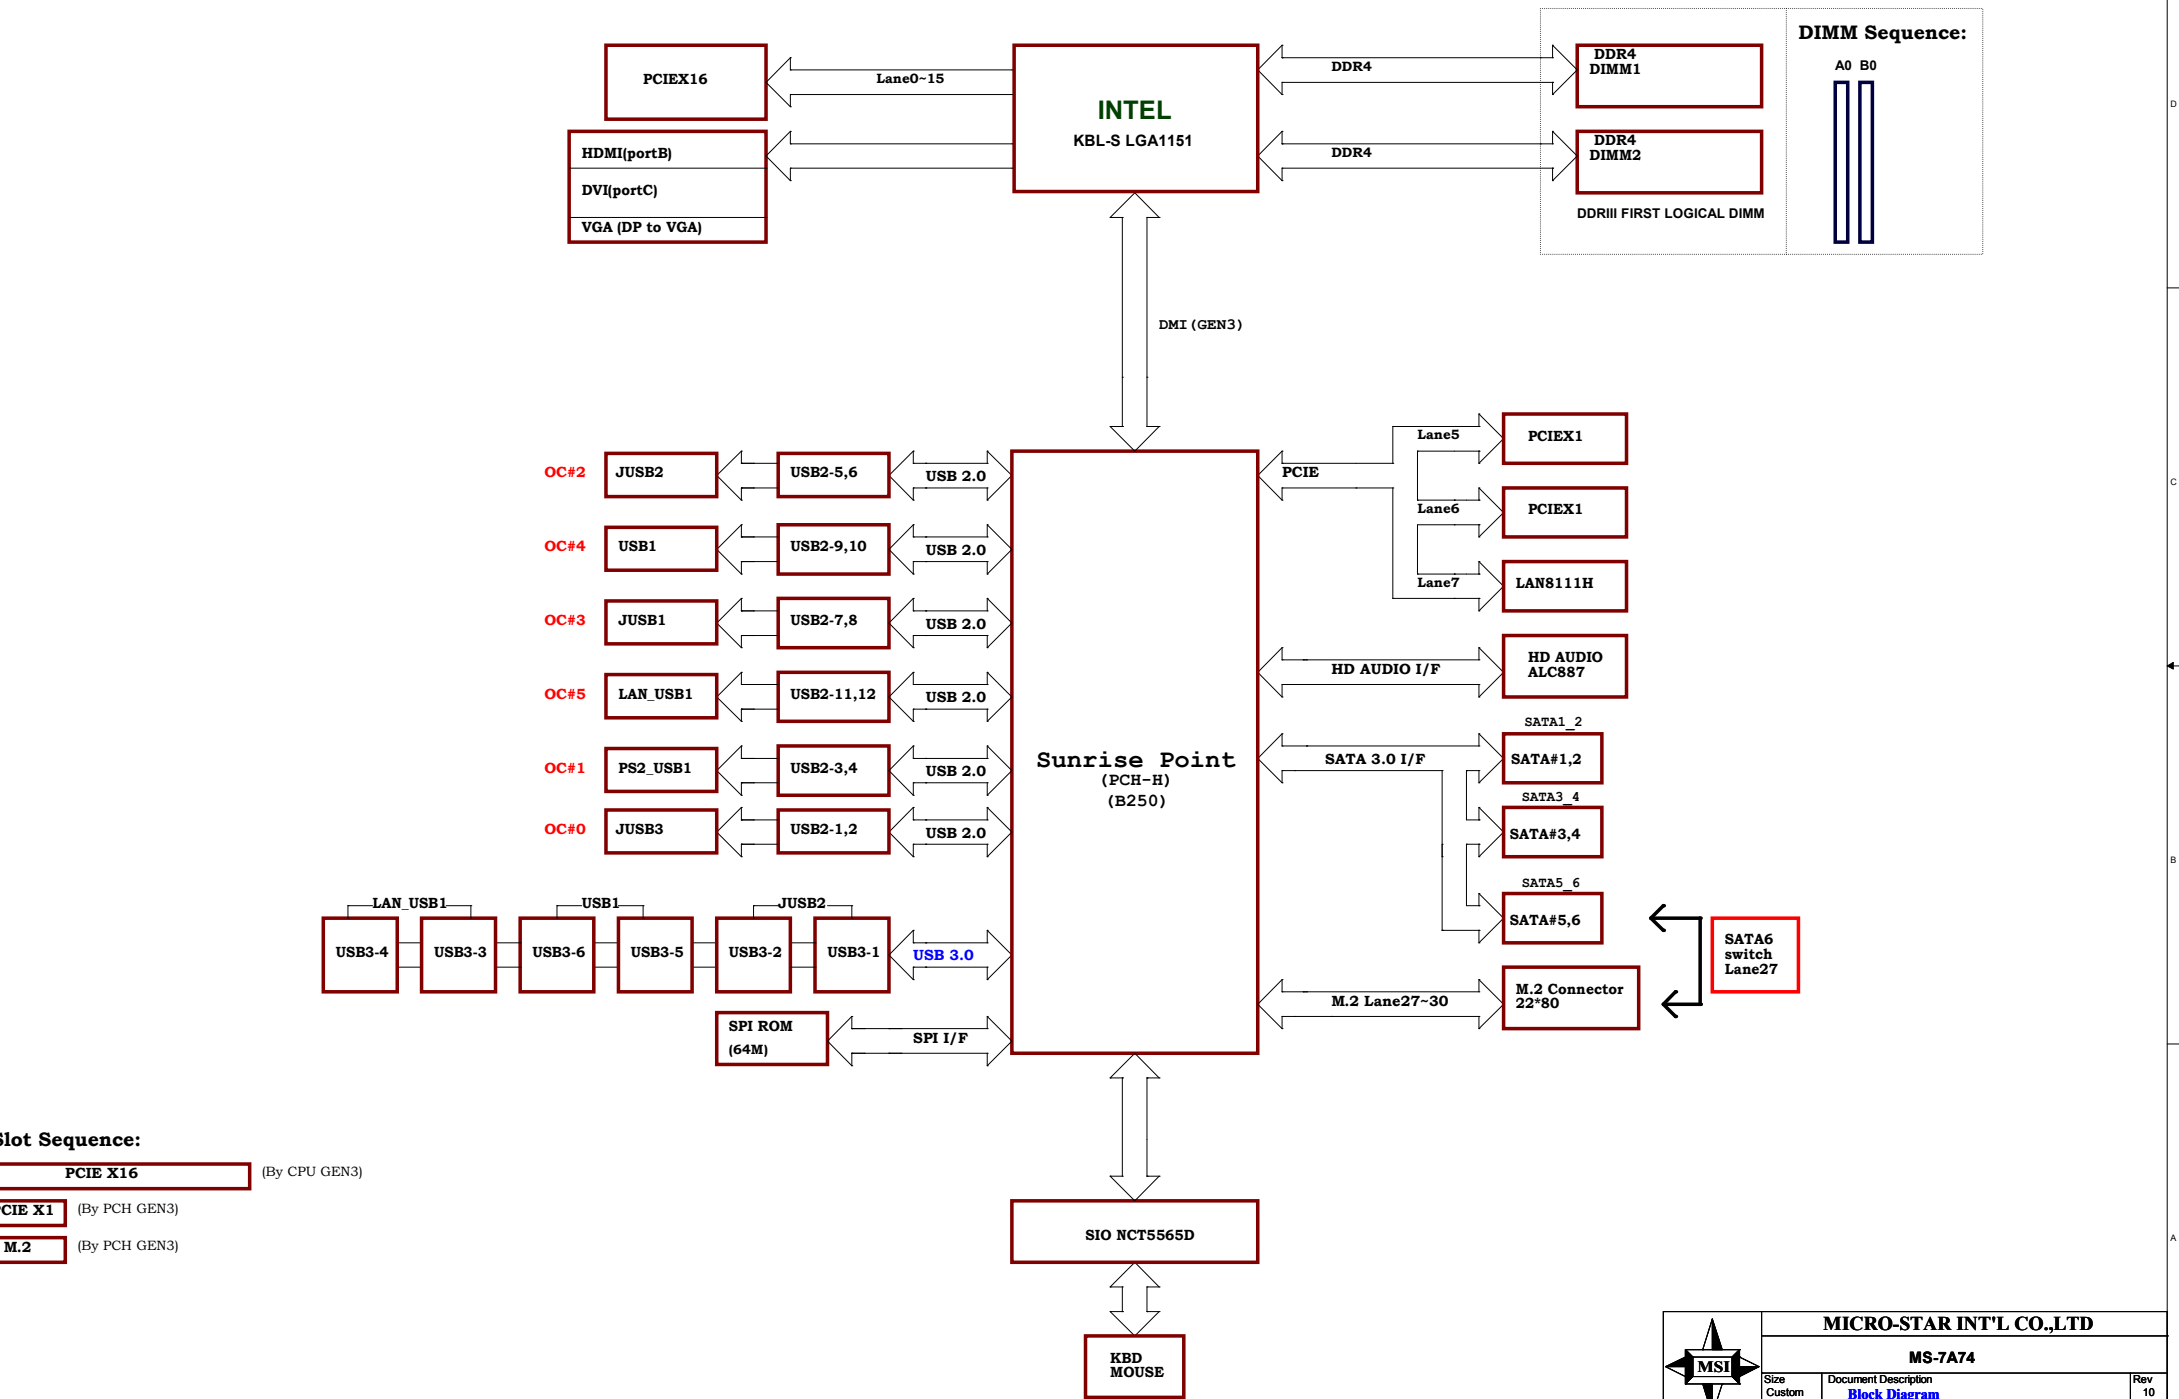 DIMM Sequence:
A0 B0
PCIEX16
Lane0~15
INTEL
KBL-S LGA1151
DDR4
DDR4
DIMM1
HDMI(portB)
DVI(portC)
VGA (DP to VGA)
DDR4
DDR4
DIMM2
DDRIII FIRST LOGICAL DIMM
D
DMI(GEN3)
C
OC#2
JUSB2
USB2-5,6
USB 2.0
OC#4
USB1
USB2-9,10
USB 2.0
OC#3
JUSB1
USB2-7,8
USB 2.0
OC#5
LAN_USB1
USB2-11,12
USB 2.0
OC#1
PS2_USB1
USB2-3,4
USB 2.0
OC#0
JUSB3
USB2-1,2
USB 2.0
Sunrise Point
(PCH-H)
(B250)
PCIE
Lane5
PCIEX1
Lane6
PCIEX1
Lane7
LAN8111H
HD AUDIO I/F
HD AUDIO
ALC887
SATA 3.0 I/F
SATA1_2
SATA#1,2
SATA3_4
SATA#3,4
SATA5_6
SATA#5,6
B
SATA6
switch
Lane27
M.2 Lane27~30
M.2 Connector
22*80
LAN_USB1
USB1
JUSB2
USB3-4
USB3-3
USB3-6
USB3-5
USB3-2
USB3-1
USB 3.0
SPI ROM
(64M)
SPI I/F
Slot Sequence:
PCIE X16
(By CPU GEN3)
PCIE X1
(By PCH GEN3)
M.2
(By PCH GEN3)
SIO NCT5565D
A
KBD
MOUSE
MSI
MICRO-STAR INT'L CO.,LTD
MS-7A74
Size
Custom
Document Description
Block Diagram
Rev
10